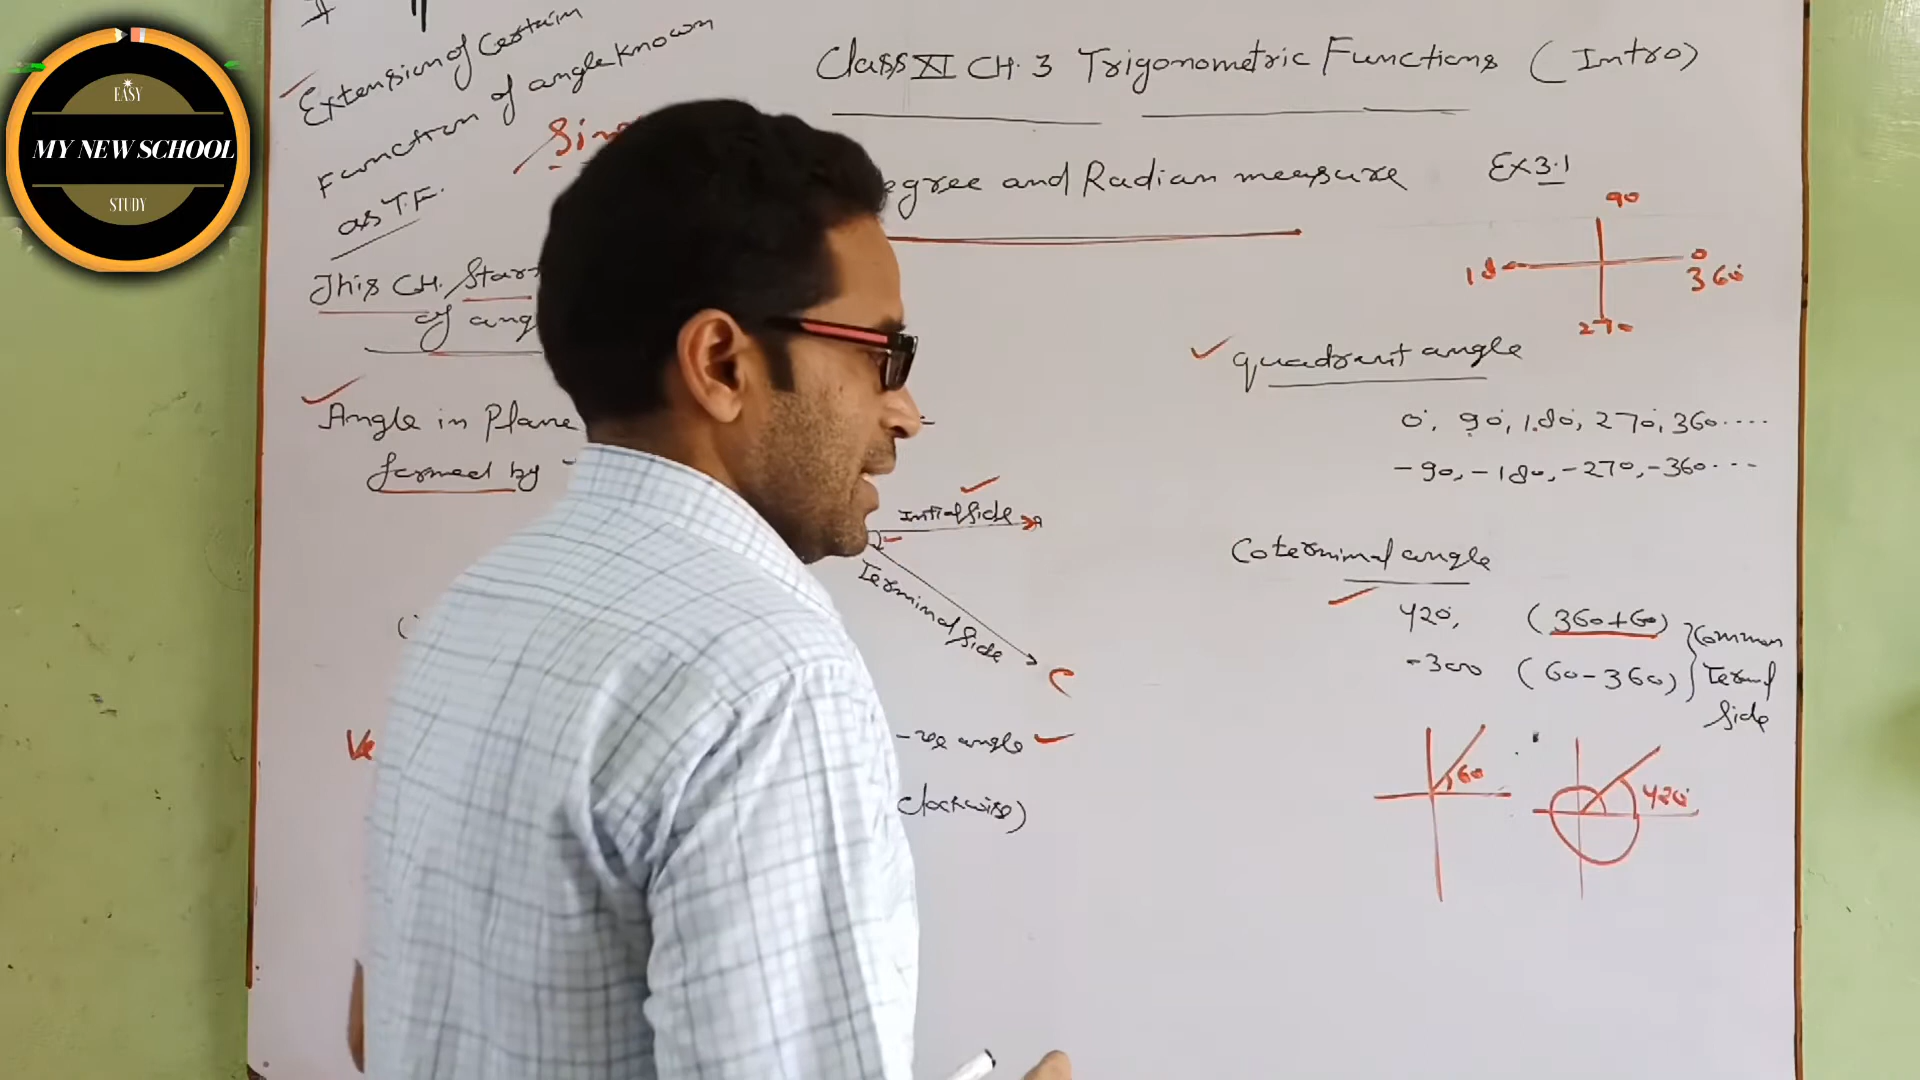 EASY
MY NEW SCHOOL
STUDY
Extension of Certain
Function of angle known
as T.F.
Class XI CH. 3 Trigonometric Functions (Intro)
egree and Radian measure
Ex 3.1
90
180
0
360°
270
This CH. Start
of ang
Angle in Plane
formed by
Initial Side A
Terminal Side
C
Ve
-ve angle
clockwise)
quadrant angle
0°, 90°, 180°, 270°, 360....
-90, -180, -270, -360...
Coterminal angle
420°, (360+60)
-300 (60-360)
Common
Terml
Side
60
420°